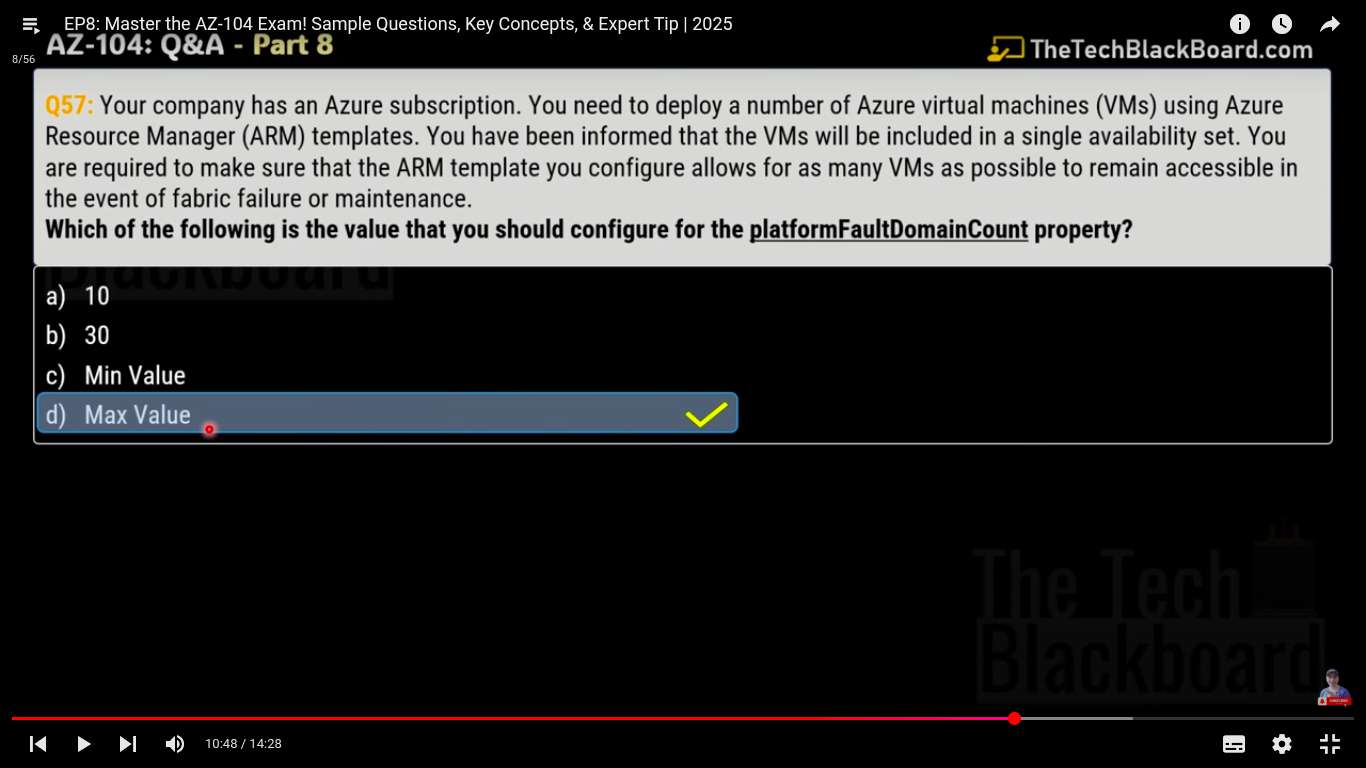 EP8: Master the AZ-104 Exam! Sample Questions, Key Concepts, & Expert Tip | 2025
8/56
AZ-104: Q&A - Part 8
TheTechBlackBoard.com
Q57: Your company has an Azure subscription. You need to deploy a number of Azure virtual machines (VMs) using Azure
Resource Manager (ARM) templates. You have been informed that the VMs will be included in a single availability set. You
are required to make sure that the ARM template you configure allows for as many VMs as possible to remain accessible in
the event of fabric failure or maintenance.
Which of the following is the value that you should configure for the platformFaultDomainCount property?
Blackboard
a) 10
b) 30
c) Min Value
d) Max Value
The Tech
Blackboard
10:48 / 14:28